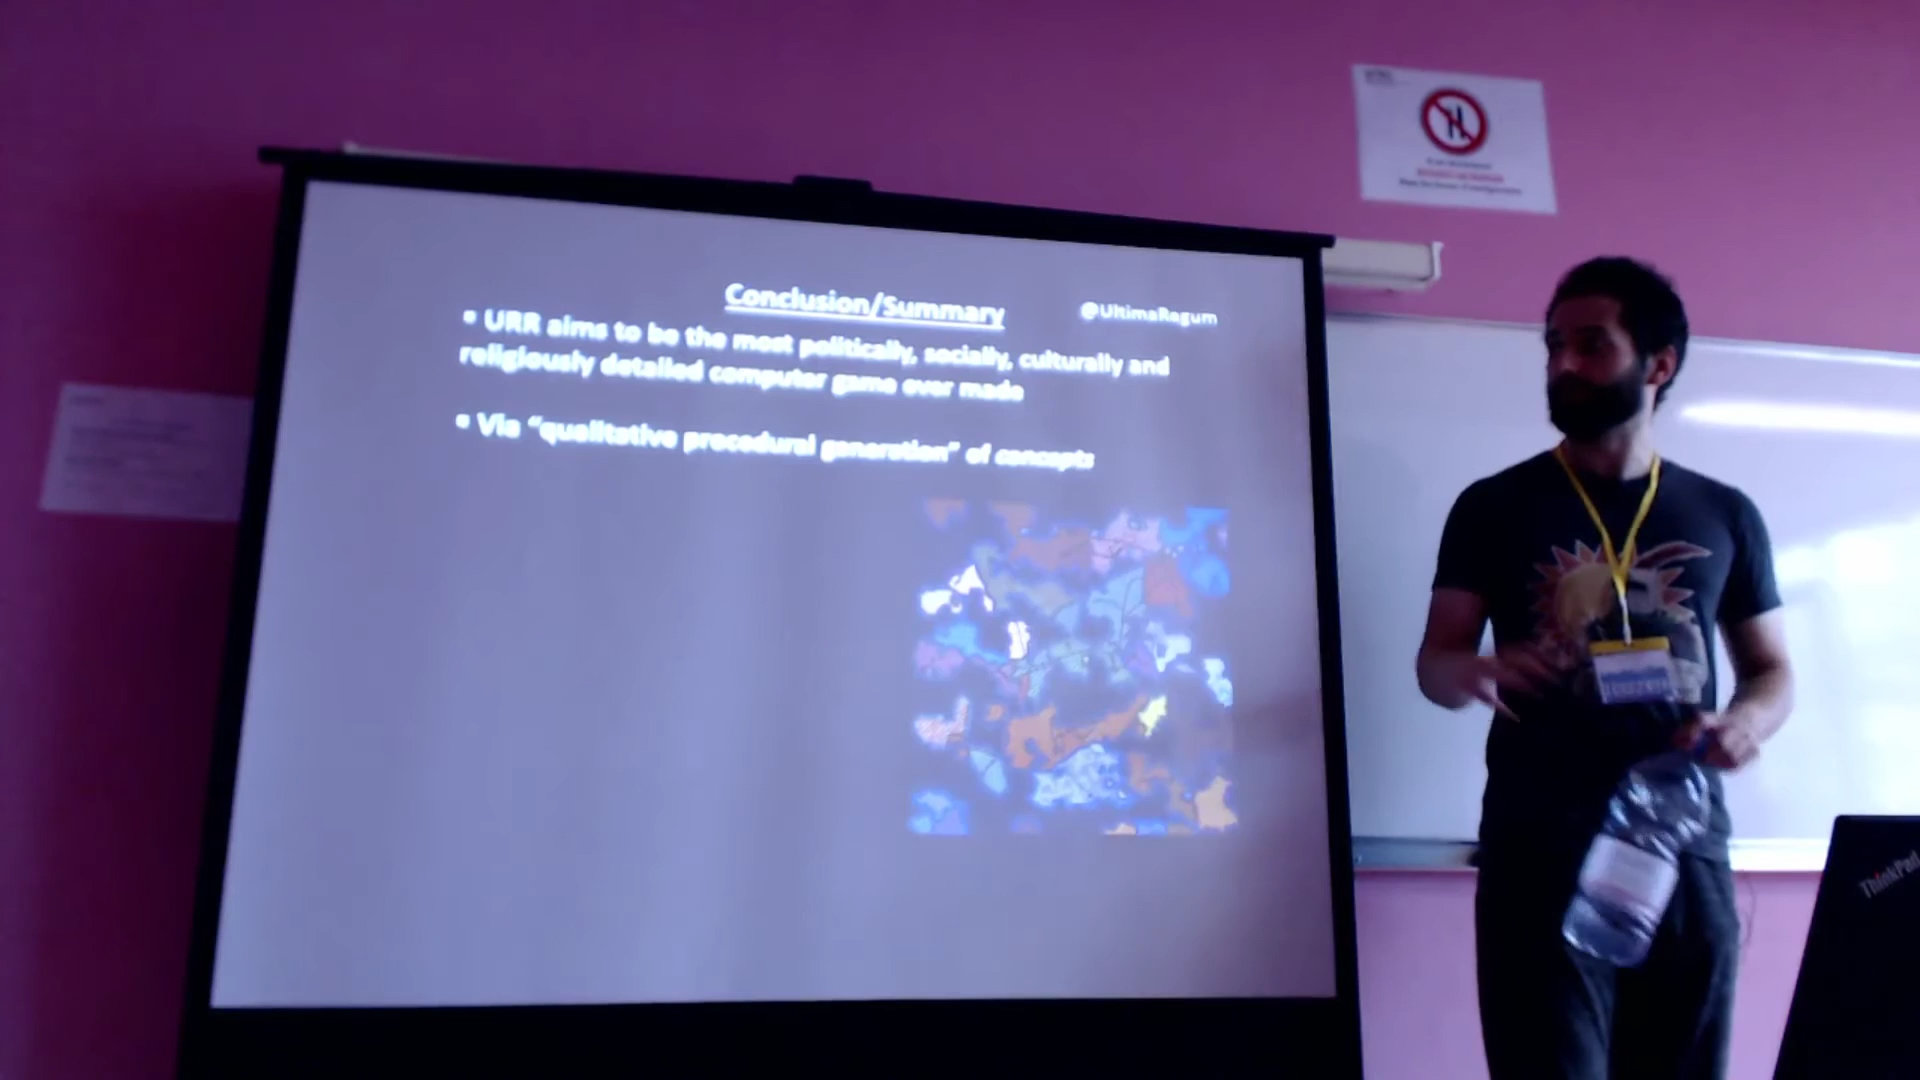 Conclusion/Summary
@UltimaRegum
▪ URR aims to be the most politically, socially, culturally and
religiously detailed computer game ever made
▪ Via “qualitative procedural generation” of concepts
ThinkPad